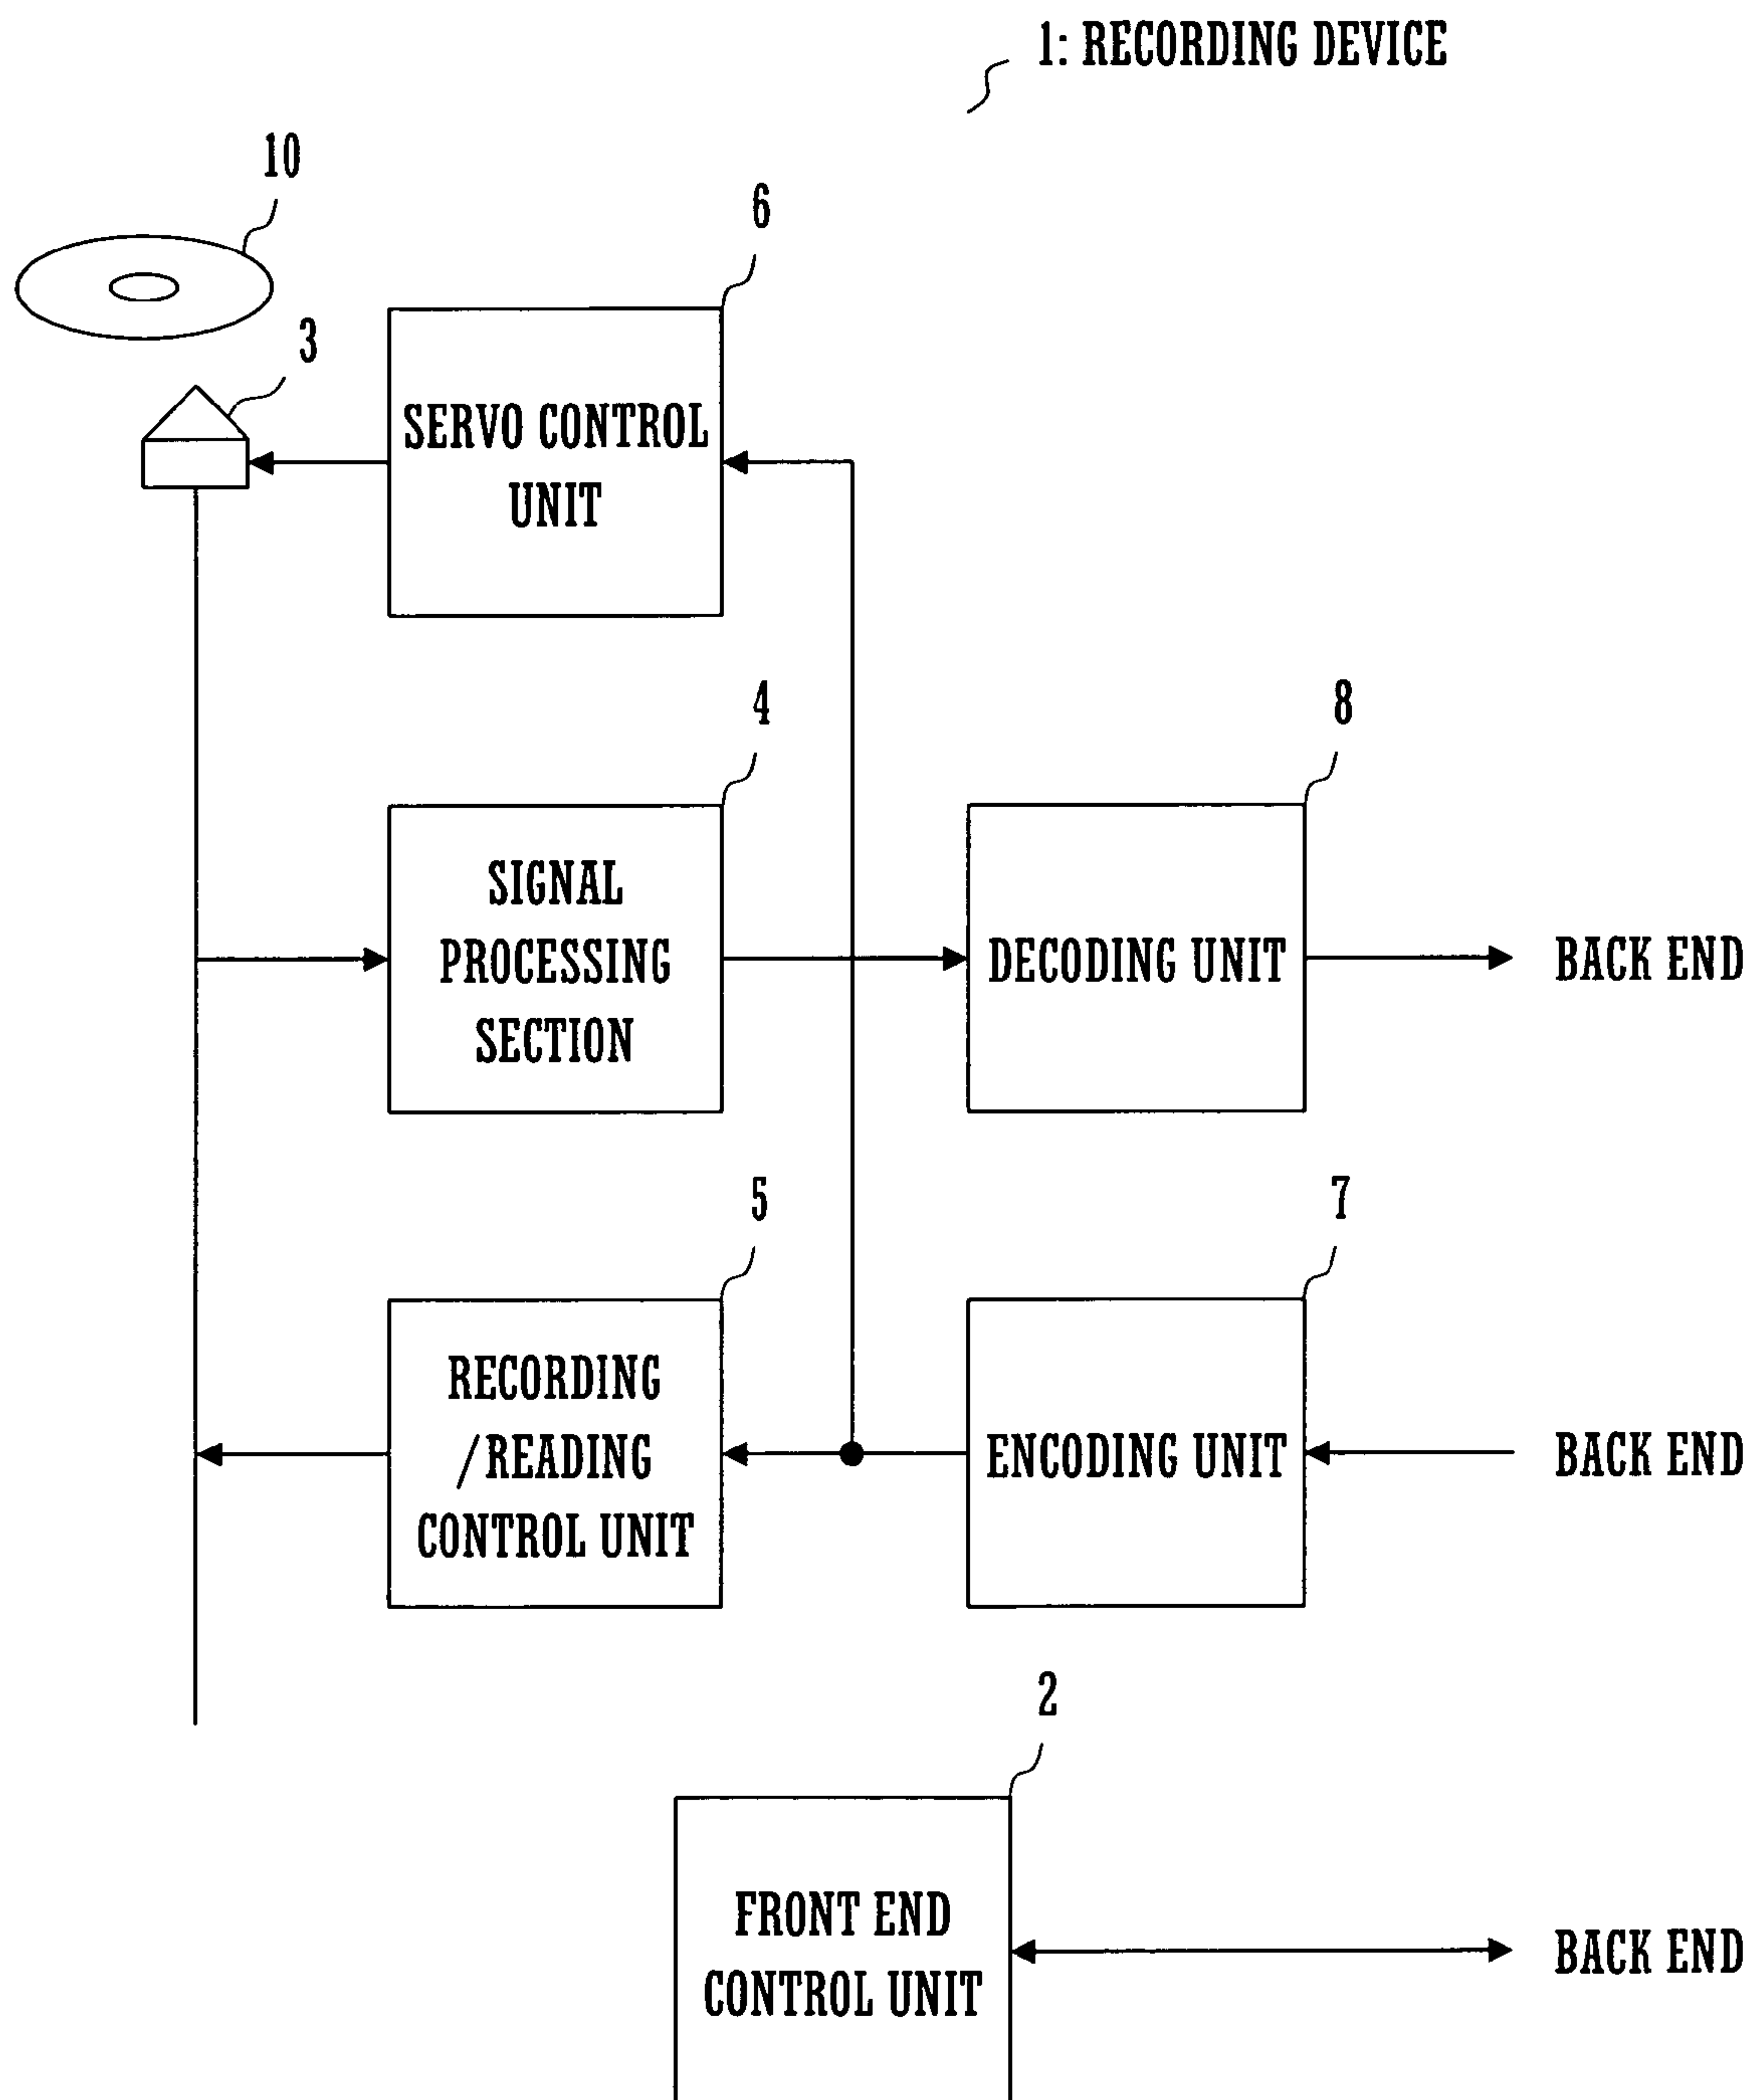 1: RECORDING DEVICE
10
6
3
SERVO CONTROL
UNIT
4
8
SIGNAL
PROCESSING
SECTION
DECODING UNIT
BACK END
5
7
RECORDING
/READING
CONTROL UNIT
ENCODING UNIT
BACK END
2
FRONT END
CONTROL UNIT
BACK END